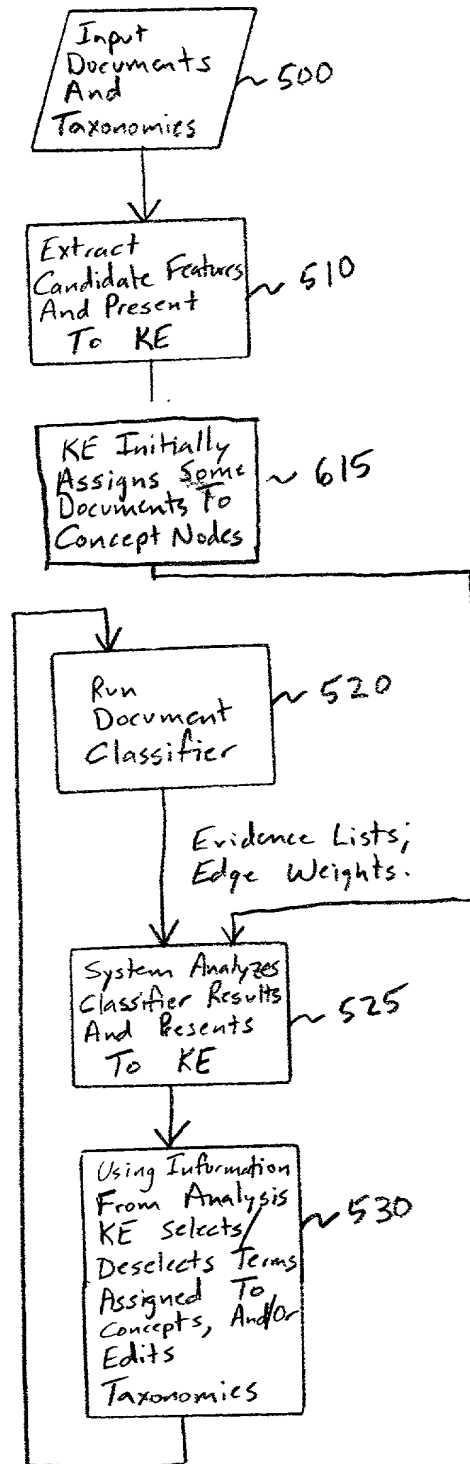 Input
Documents
And
Taxonomies
500
Extract
Candidate Features
And Present
To KE
510
KE Initially
Assigns Some
Documents To
Concept Nodes
615
Run
Document
Classifier
520
Evidence Lists;
Edge Weights.
System Analyzes
Classifier Results
And Presents
To KE
525
Using Information
From Analysis
KE Selects/
Deselects Terms
Assigned To
Concepts, And/Or
Edits
Taxonomies
530